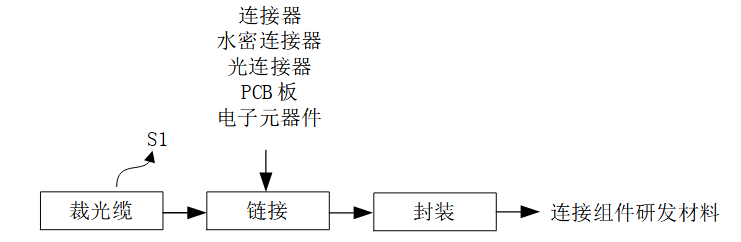 连接器
水密连接器
光连接器
PCB板
电子元器件
S1
裁光缆
链接
封装
连接组件研发材料